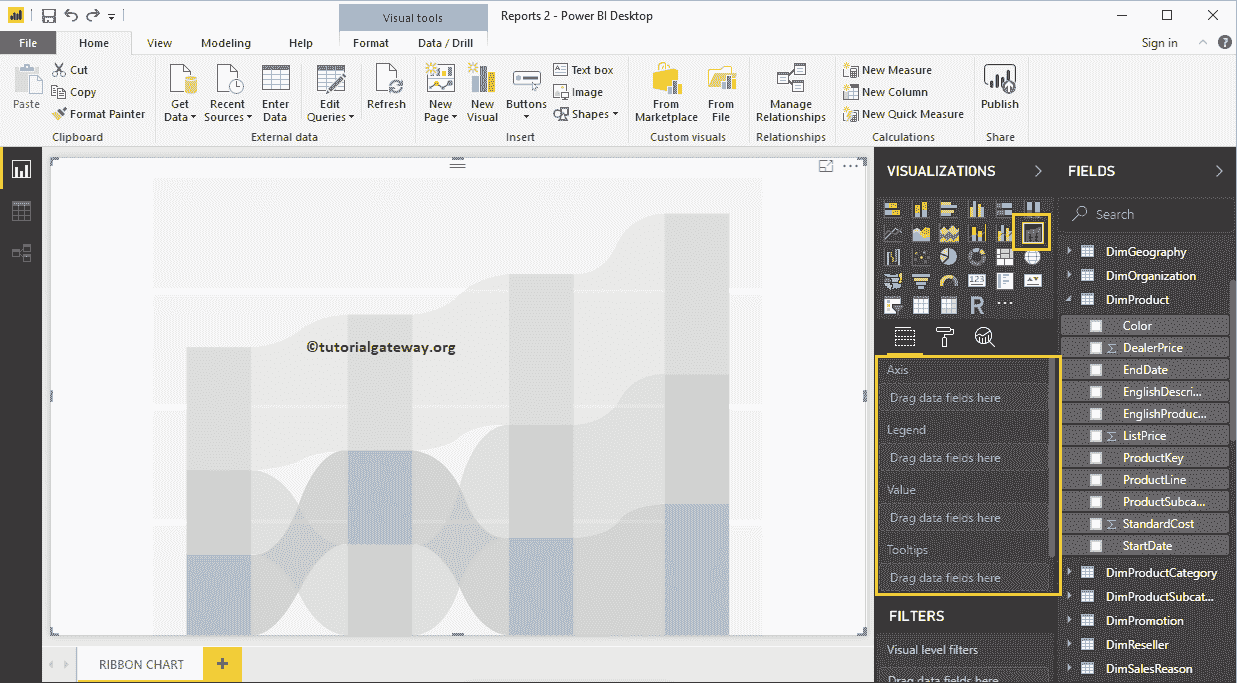 Visual tools
Reports 2 - Power BI Desktop
File
Home
View
Modeling
Help
Format
Data / Drill
Sign in
Paste
Cut
Copy
Format Painter
Clipboard
Get Data
Recent Sources
Enter Data
Edit Queries
External data
Refresh
New Page
New Visual
Buttons
Text box
Image
Shapes
Insert
From Marketplace
From File
Custom visuals
Manage Relationships
Relationships
New Measure
New Column
New Quick Measure
Calculations
Publish
Share
©tutorialgateway.org
RIBBON CHART
VISUALIZATIONS
123
R
Axis
Drag data fields here
Legend
Drag data fields here
Value
Drag data fields here
Tooltips
Drag data fields here
FILTERS
Visual level filters
Drag data fields here
FIELDS
Search
DimGeography
DimOrganization
DimProduct
Color
DealerPrice
EndDate
EnglishDescri...
EnglishProduc...
ListPrice
ProductKey
ProductLine
ProductSubca...
StandardCost
StartDate
DimProductCategory
DimProductSubcat...
DimPromotion
DimReseller
DimSalesReason